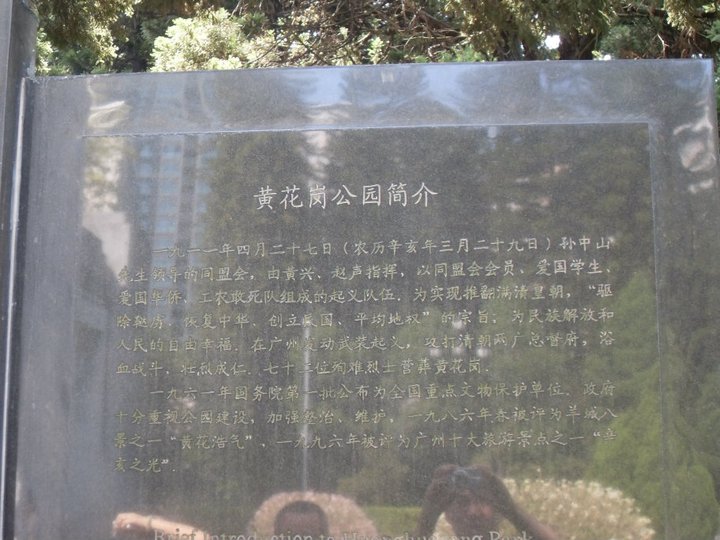 黄花岗公园简介
一九一一年四月二十七日（农历辛亥年三月二十九日）孙中山
先生领导的同盟会，由黄兴、赵声指挥，以同盟会会员、爱国学生、
爱国华侨、工农敢死队组成的起义队伍．为实现推翻满清皇朝，“驱
除鞑虏、恢复中华、创立民国、平均地权”的宗旨；为民族解放和
人民的自由幸福．在广州发动武装起义，攻打清朝两广总督府，浴
血战斗，壮烈成仁．七十二位殉难烈士营葬黄花岗．
一九六一年国务院第一批公布为全国重点文物保护单位．政府
十分重视公园建设，加强整治、维护，一九八六年春被评为羊城八
景之一“黄花浩气”、一九九六年被评为广州十大旅游景点之一“辛
亥之光”．
Brief Introduction to Huanghuagang Park